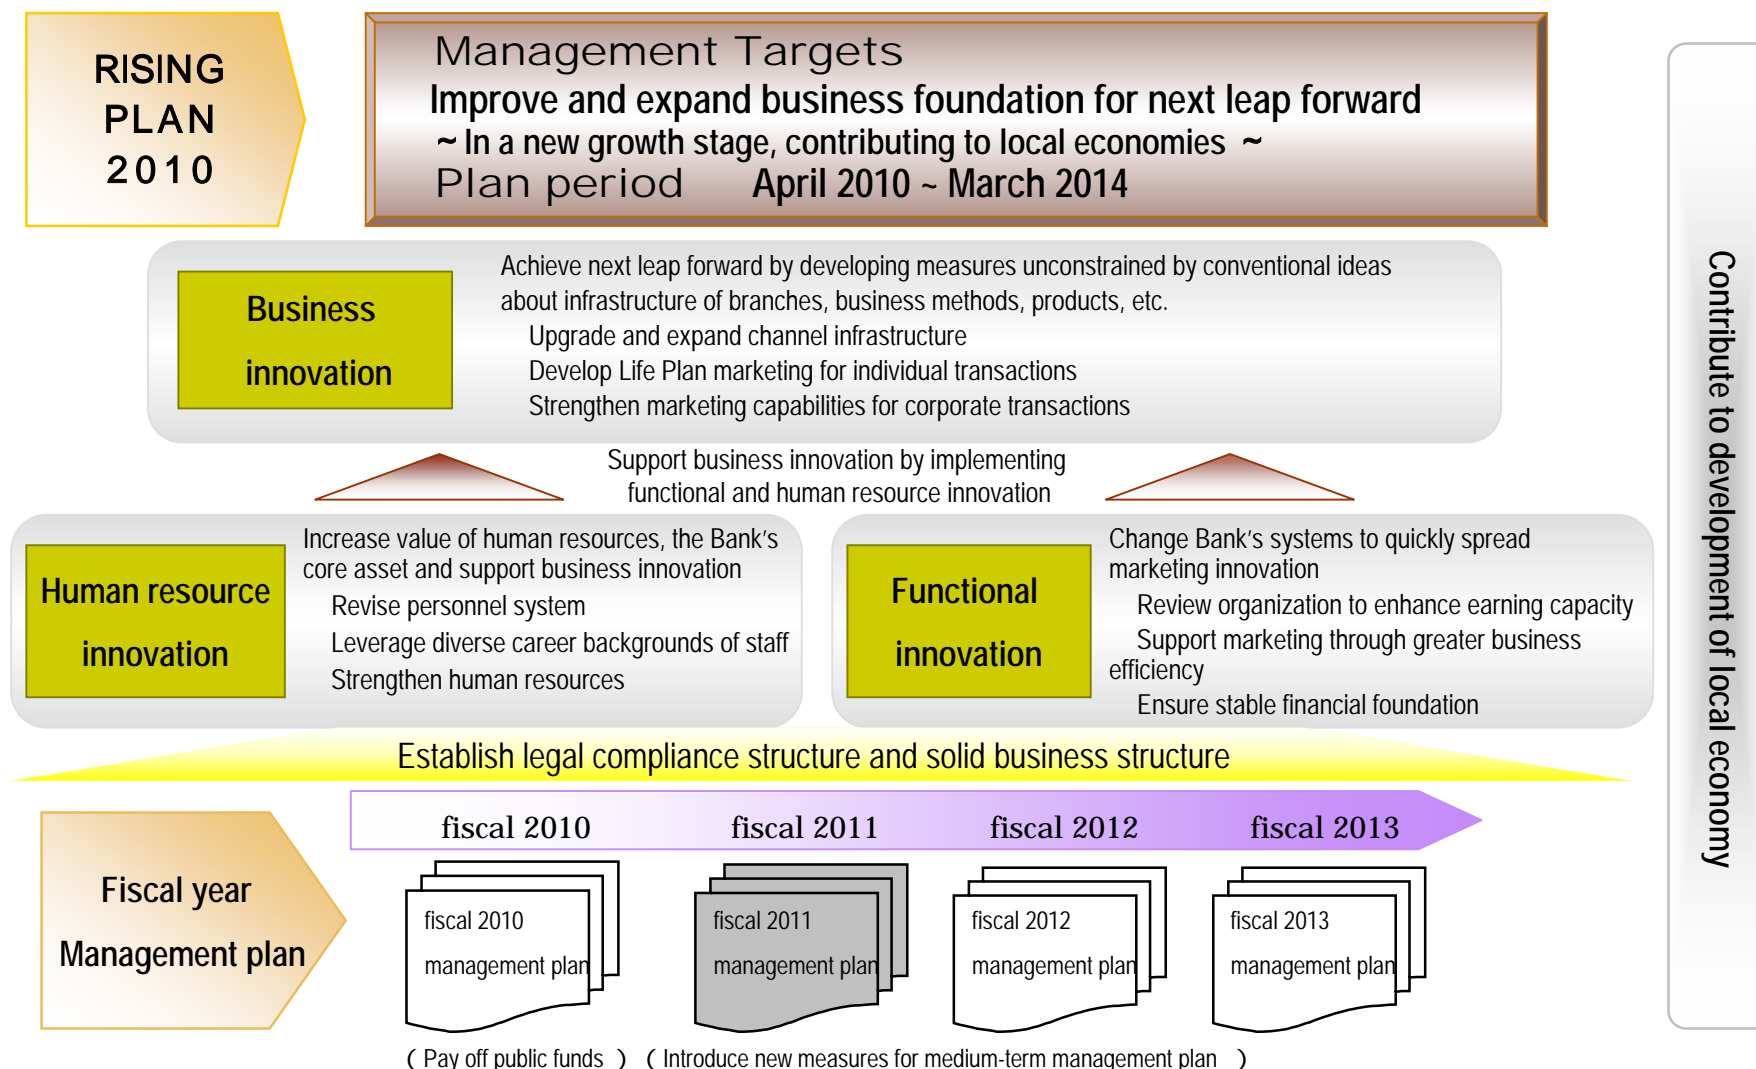 RISING
PLAN
2010
Management Targets
Improve and expand business foundation for next leap forward
~ In a new growth stage, contributing to local economies ~
Plan period April 2010 ~ March 2014
Business
innovation
Achieve next leap forward by developing measures unconstrained by conventional ideas
about infrastructure of branches, business methods, products, etc.
Upgrade and expand channel infrastructure
Develop Life Plan marketing for individual transactions
Strengthen marketing capabilities for corporate transactions
Support business innovation by implementing
functional and human resource innovation
Human resource
innovation
Increase value of human resources, the Bank's
core asset and support business innovation
Revise personnel system
Leverage diverse career backgrounds of staff
Strengthen human resources
Functional
innovation
Change Bank's systems to quickly spread
marketing innovation
Review organization to enhance earning capacity
Support marketing through greater business
efficiency
Ensure stable financial foundation
Establish legal compliance structure and solid business structure
Fiscal year
Management plan
fiscal 2010 fiscal 2011 fiscal 2012 fiscal 2013
fiscal 2010
management plan
fiscal 2011
management plan
fiscal 2012
management plan
fiscal 2013
management plan
( Pay off public funds ) ( Introduce new measures for medium-term management plan )
Contribute to development of local economy